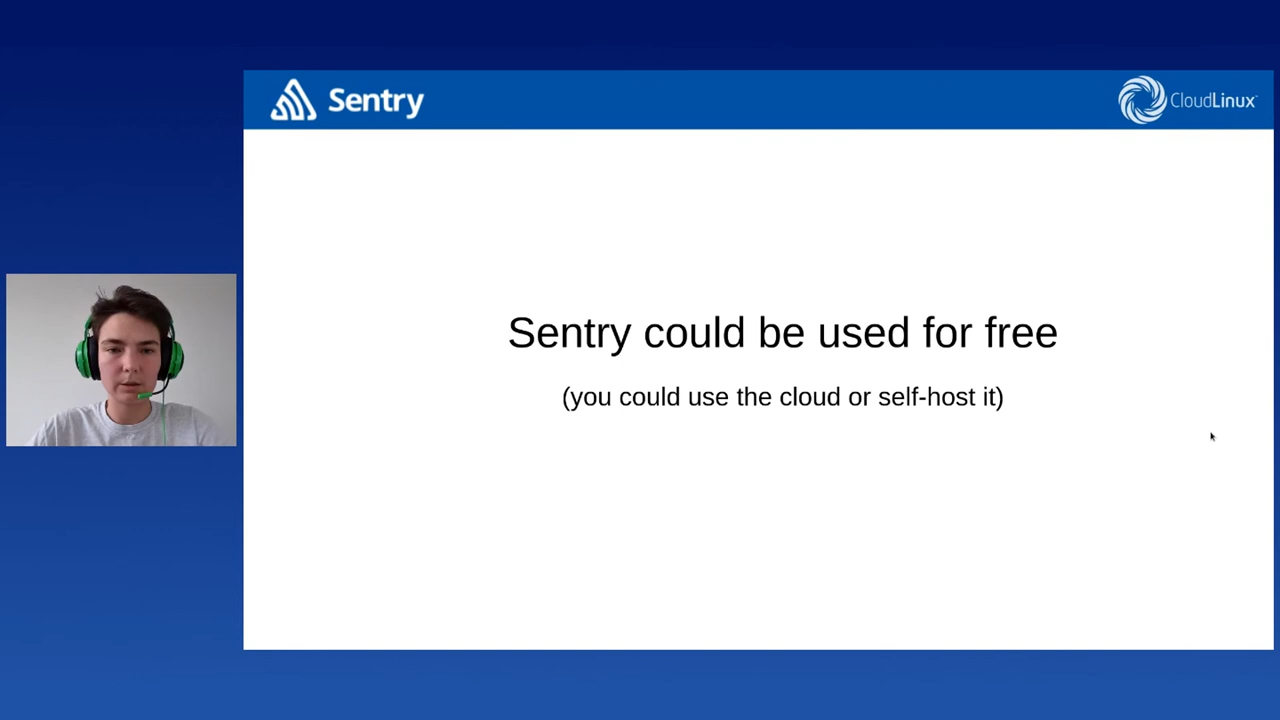 Sentry
CloudLinux
Sentry could be used for free
(you could use the cloud or self-host it)